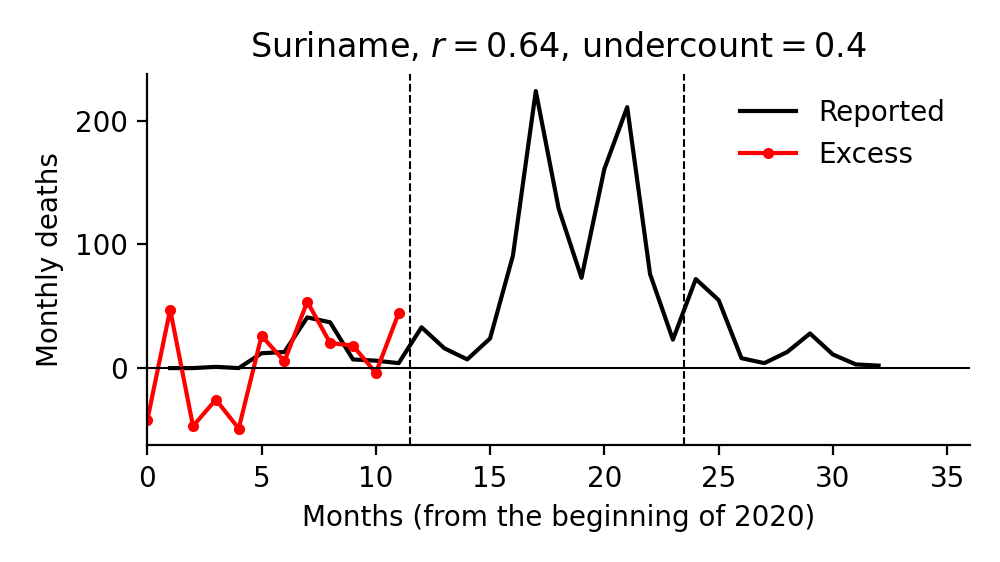 Suriname, r = 0.64, undercount = 0.4
Monthly deaths
200
100
0
Reported
Excess
0 5 10 15 20 25 30 35
Months (from the beginning of 2020)